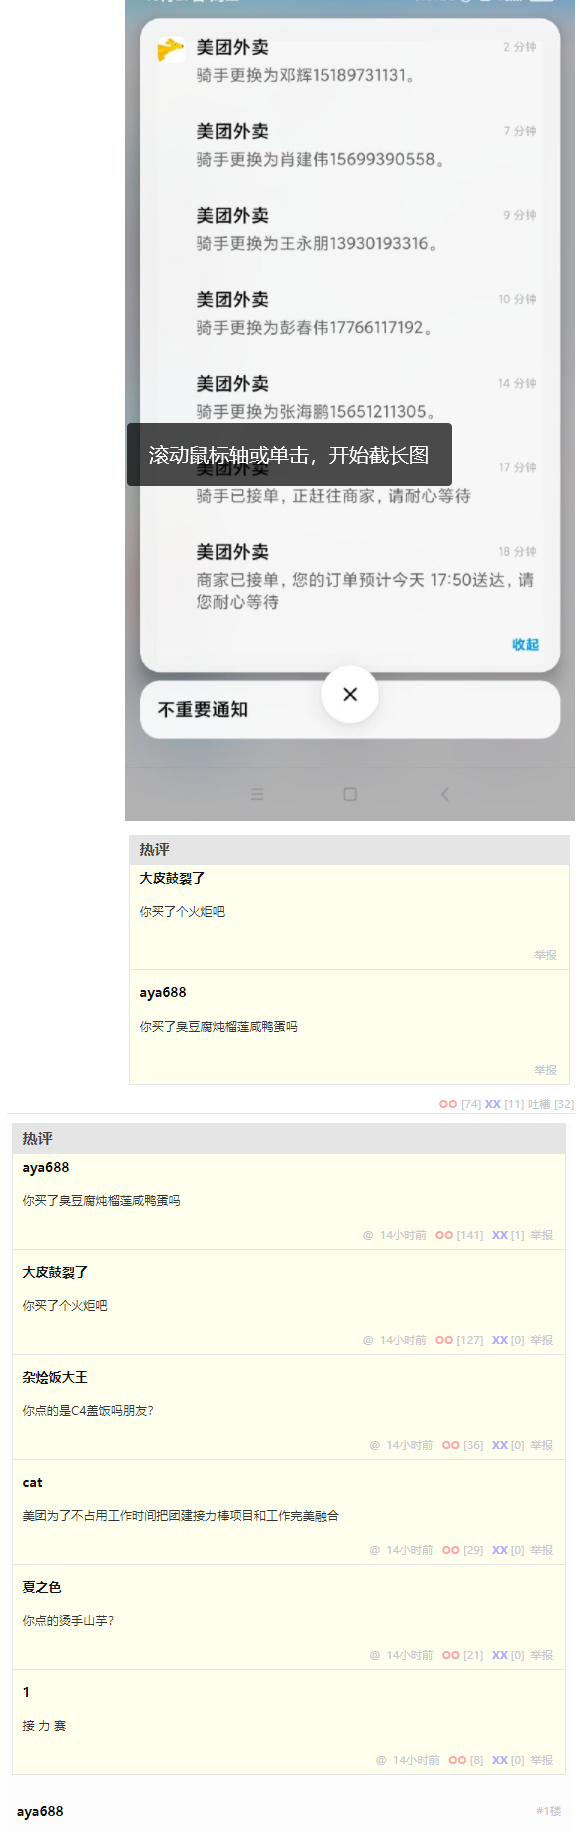 美团外卖
2 分钟
骑手更换为邓辉15189731131。
美团外卖
7 分钟
骑手更换为肖建伟15699390558。
美团外卖
9 分钟
骑手更换为王永朋13930193316。
美团外卖
10 分钟
骑手更换为彭春伟17766117192。
美团外卖
14 分钟
骑手更换为张海鹏15651211305。
滚动鼠标轴或单击，开始截长图
美团外卖
17 分钟
骑手已接单，正赶往商家，请耐心等待
美团外卖
18 分钟
商家已接单，您的订单预计今天 17:50送达，请
您耐心等待
收起
不重要通知
热评
大皮鼓裂了
你买了个火炬吧
举报
aya688
你买了臭豆腐炖榴莲咸鸭蛋吗
举报
OO [74] XX [11] 吐槽 [32]
热评
aya688
你买了臭豆腐炖榴莲咸鸭蛋吗
@ 14小时前 OO [141] XX [1] 举报
大皮鼓裂了
你买了个火炬吧
@ 14小时前 OO [127] XX [0] 举报
杂烩饭大王
你点的是C4盖饭吗朋友？
@ 14小时前 OO [36] XX [0] 举报
cat
美团为了不占用工作时间把团建接力棒项目和工作完美融合
@ 14小时前 OO [29] XX [0] 举报
夏之色
你点的烫手山芋？
@ 14小时前 OO [21] XX [0] 举报
1
接 力 赛
@ 14小时前 OO [8] XX [0] 举报
aya688
#1楼